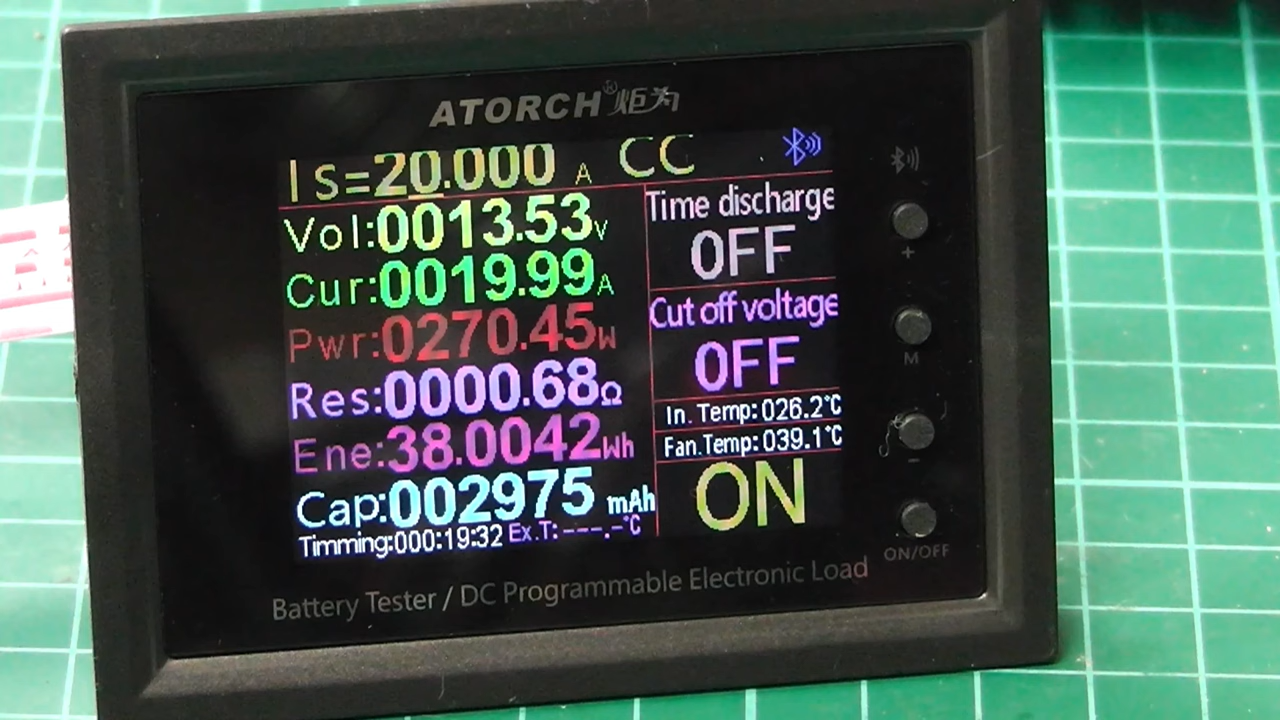 ATORCH®炬为
IS=20.000 A CC
Vol:0013.53V
Cur:0019.99A
Pwr:0270.45W
Res:0000.68Ω
Ene:38.0042Wh
Cap:002975 mAh
Timming:000:19:32 Ex.T:---.-℃
Time discharge
OFF
Cut off voltage
OFF
In. Temp:026.2℃
Fan.Temp:039.1℃
ON
+
M
-
ON/OFF
Battery Tester / DC Programmable Electronic Load